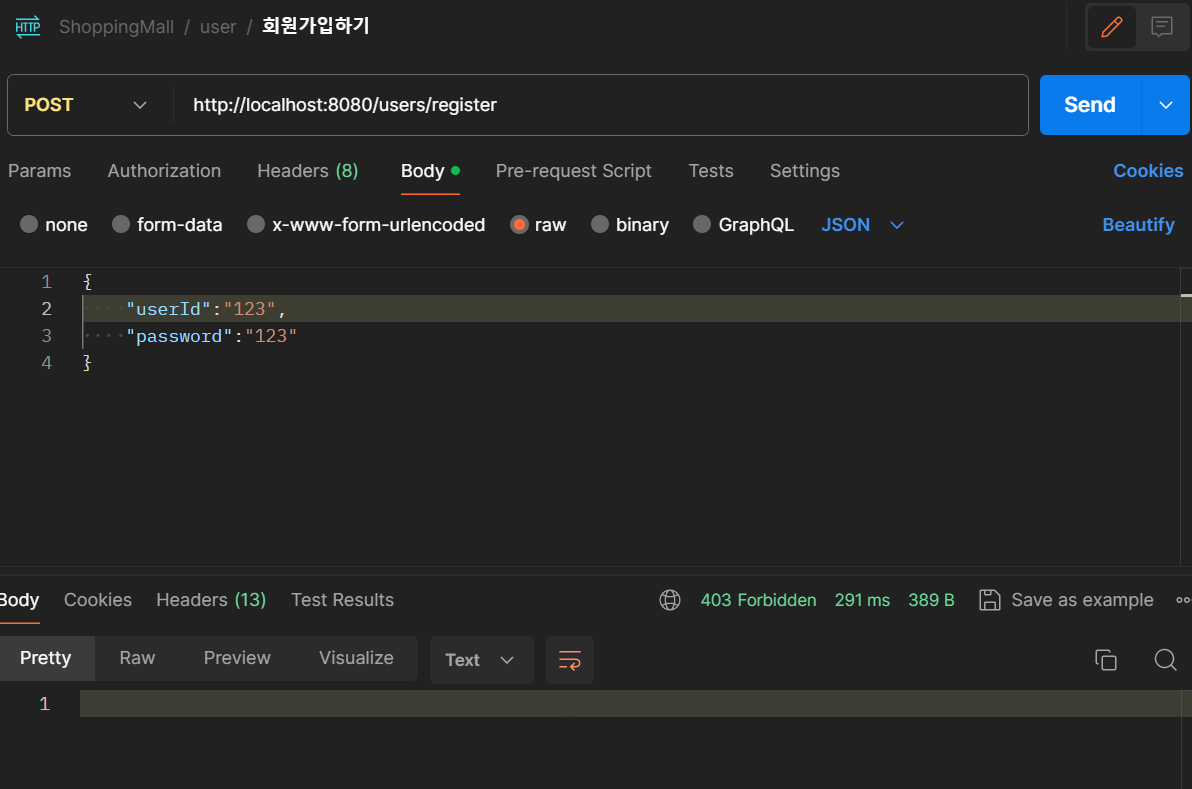 HTTP ShoppingMall / user / 회원가입하기
POST http://localhost:8080/users/register Send
Params Authorization Headers (8) Body Pre-request Script Tests Settings Cookies
none form-data x-www-form-urlencoded raw binary GraphQL JSON Beautify
1 {
2 "userId":"123",
3 "password":"123"
4 }
Body Cookies Headers (13) Test Results 403 Forbidden 291 ms 389 B Save as example
Pretty Raw Preview Visualize Text
1